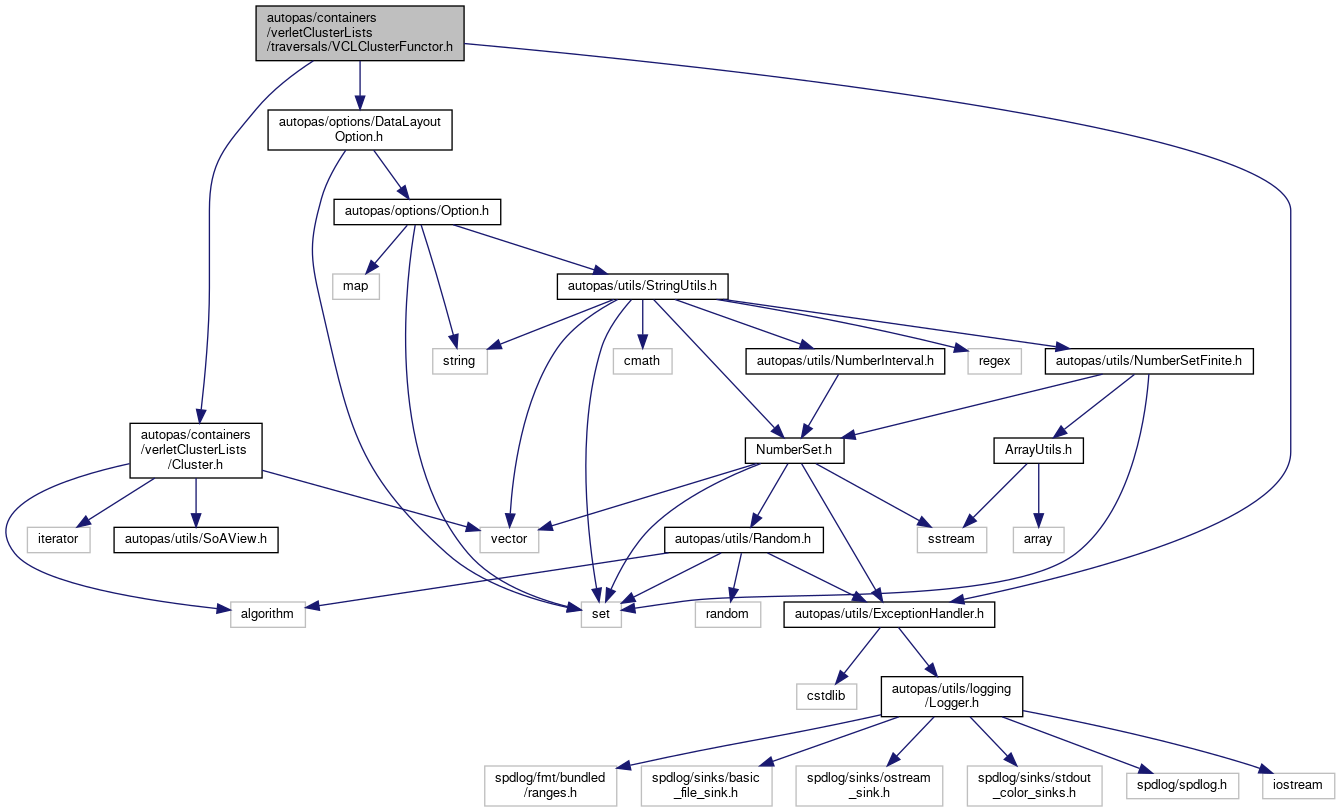 autopas/containers
/verletClusterLists
/traversals/VCLClusterFunctor.h
autopas/options/DataLayout
Option.h
autopas/options/Option.h
map
autopas/utils/StringUtils.h
string
cmath
autopas/utils/NumberInterval.h
regex
autopas/utils/NumberSetFinite.h
autopas/containers
/verletClusterLists
/Cluster.h
NumberSet.h
ArrayUtils.h
iterator
autopas/utils/SoAView.h
vector
autopas/utils/Random.h
sstream
array
algorithm
set
random
autopas/utils/ExceptionHandler.h
cstdlib
autopas/utils/logging
/Logger.h
spdlog/fmt/bundled
/ranges.h
spdlog/sinks/basic
_file_sink.h
spdlog/sinks/ostream
_sink.h
spdlog/sinks/stdout
_color_sinks.h
spdlog/spdlog.h
iostream